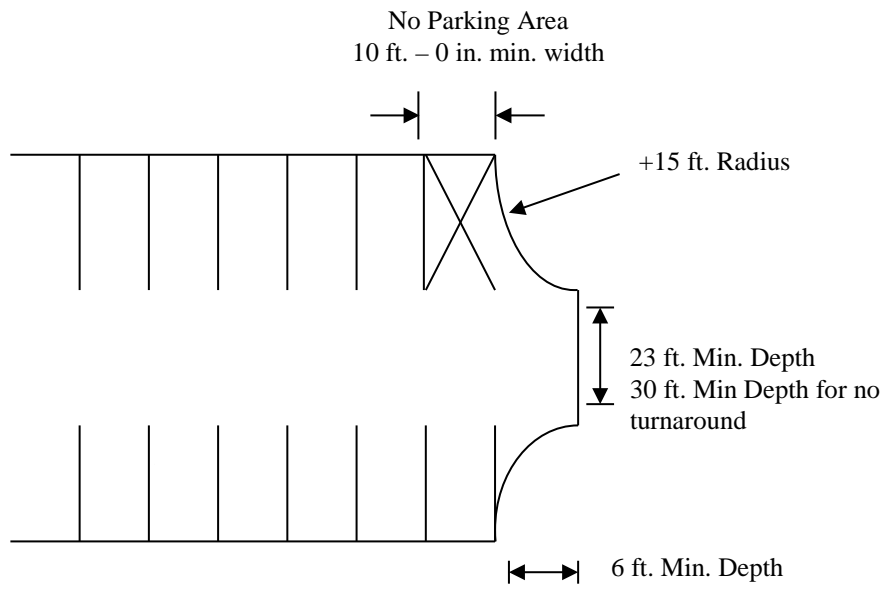 No Parking Area
10 ft. – 0 in. min. width
+15 ft. Radius
23 ft. Min. Depth
30 ft. Min Depth for no
turnaround
6 ft. Min. Depth